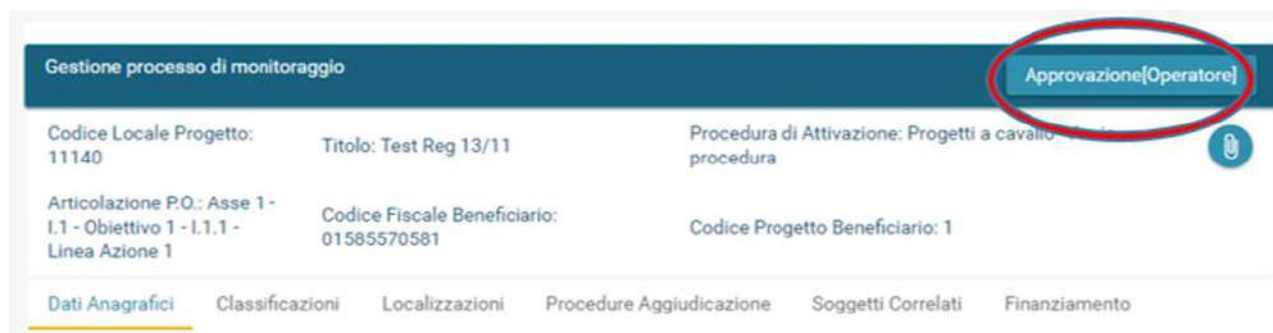 Gestione processo di monitoraggio
Approvazione[Operatore]
Codice Locale Progetto:
11140
Titolo: Test Reg 13/11
Procedura di Attivazione: Progetti a cavallo
procedura
Articolazione P.O.: Asse 1 -
I.1 - Obiettivo 1 - I.1.1 -
Linea Azione 1
Codice Fiscale Beneficiario:
01585570581
Codice Progetto Beneficiario: 1
Dati Anagrafici
Classificazioni
Localizzazioni
Procedure Aggiudicazione
Soggetti Correlati
Finanziamento